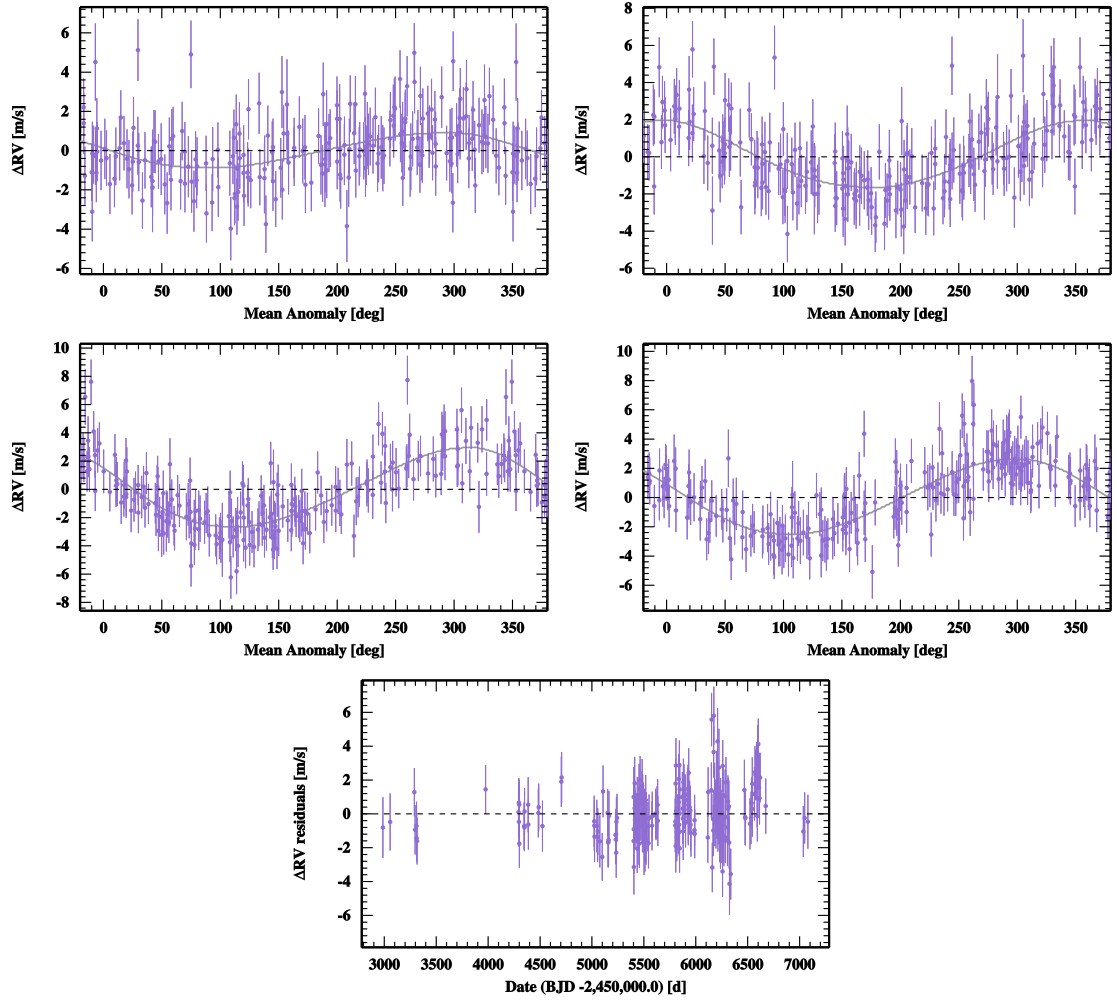 6
4
2
0
-2
-4
-6
ΔRV [m/s]
0 50 100 150 200 250 300 350
Mean Anomaly [deg]
8
6
4
2
0
-2
-4
-6
ΔRV [m/s]
0 50 100 150 200 250 300 350
Mean Anomaly [deg]
10
8
6
4
2
0
-2
-4
-6
-8
ΔRV [m/s]
0 50 100 150 200 250 300 350
Mean Anomaly [deg]
10
8
6
4
2
0
-2
-4
-6
ΔRV [m/s]
0 50 100 150 200 250 300 350
Mean Anomaly [deg]
6
4
2
0
-2
-4
-6
ΔRV residuals [m/s]
3000 3500 4000 4500 5000 5500 6000 6500 7000
Date (BJD -2,450,000.0) [d]